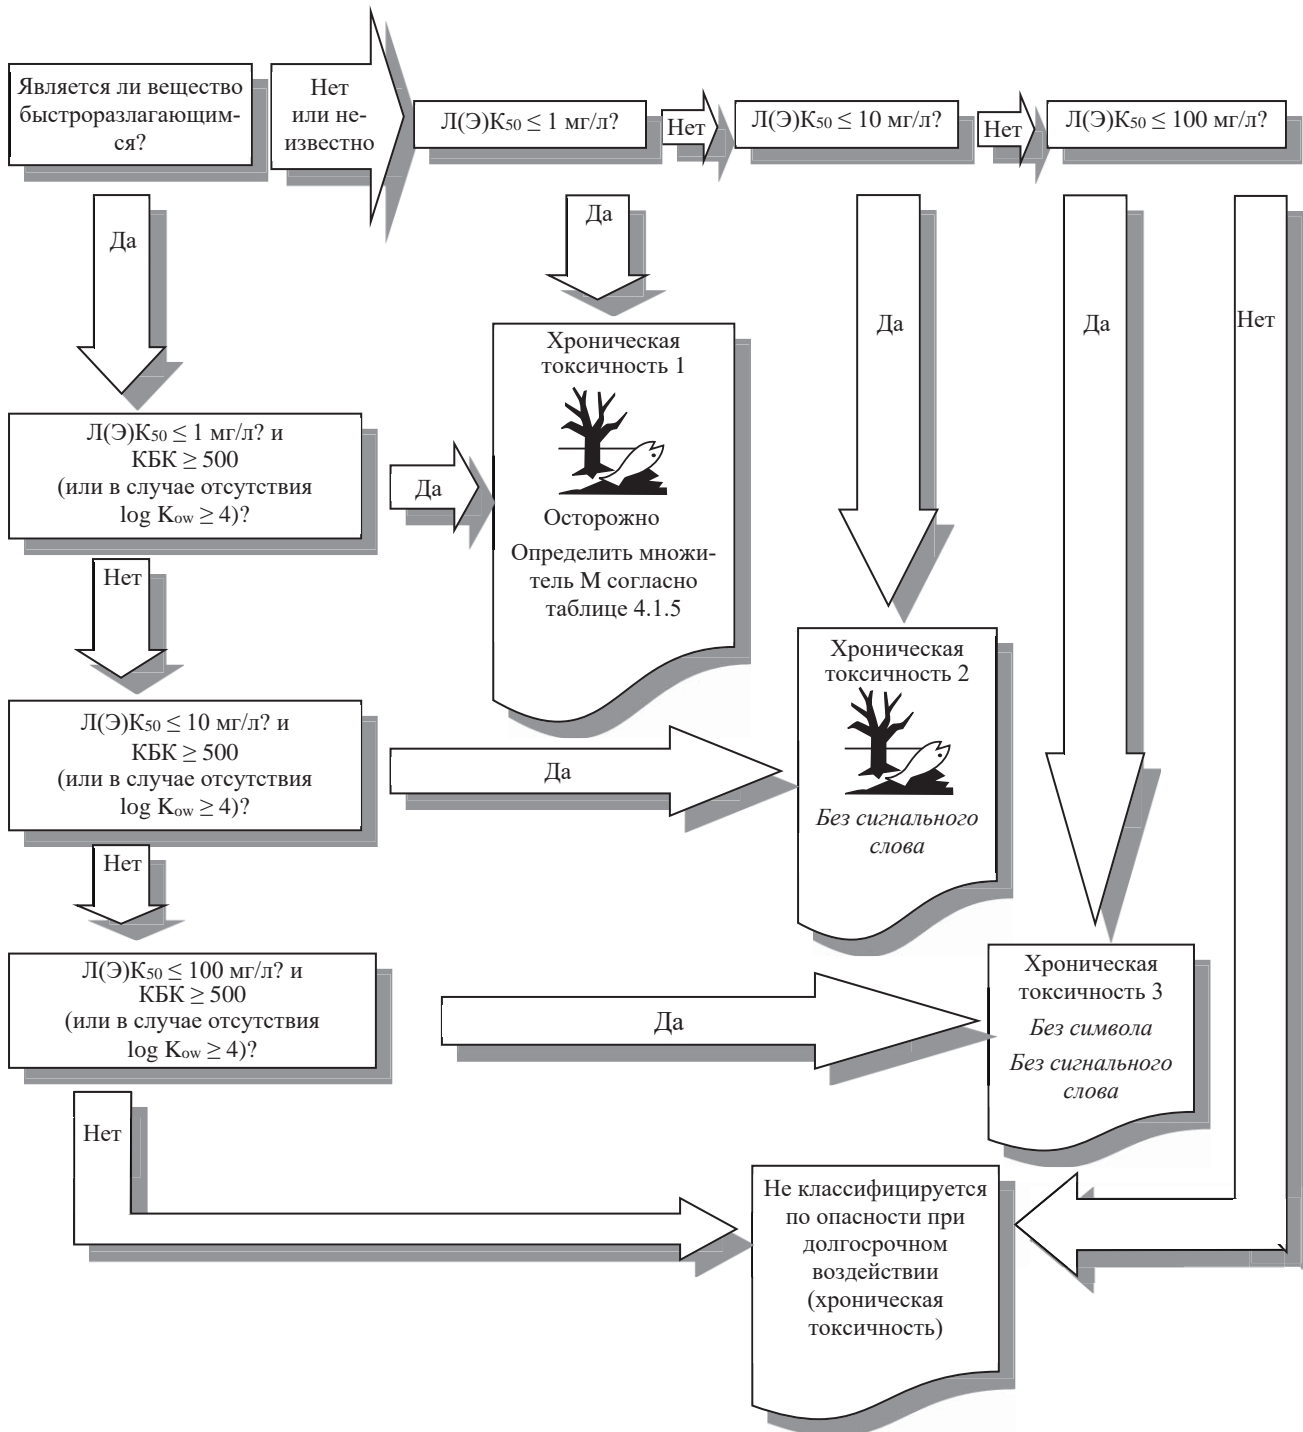 Является ли вещество
быстроразлагающим-
ся?
Нет
или не-
известно
Л(Э)К50 ≤ 1 мг/л?
Нет
Л(Э)К50 ≤ 10 мг/л?
Нет
Л(Э)К50 ≤ 100 мг/л?
Да
Да
Да
Да
Нет
Хроническая
токсичность 1
Осторожно
Определить множи-
тель М согласно
таблице 4.1.5
Л(Э)К50 ≤ 1 мг/л? и
КБК ≥ 500
(или в случае отсутствия
log Kow ≥ 4)?
Да
Нет
Хроническая
токсичность 2
Без сигнального
слова
Л(Э)К50 ≤ 10 мг/л? и
КБК ≥ 500
(или в случае отсутствия
log Kow ≥ 4)?
Да
Нет
Хроническая
токсичность 3
Без символа
Без сигнального
слова
Л(Э)К50 ≤ 100 мг/л? и
КБК ≥ 500
(или в случае отсутствия
log Kow ≥ 4)?
Да
Нет
Не классифицируется
по опасности при
долгосрочном
воздействии
(хроническая
токсичность)